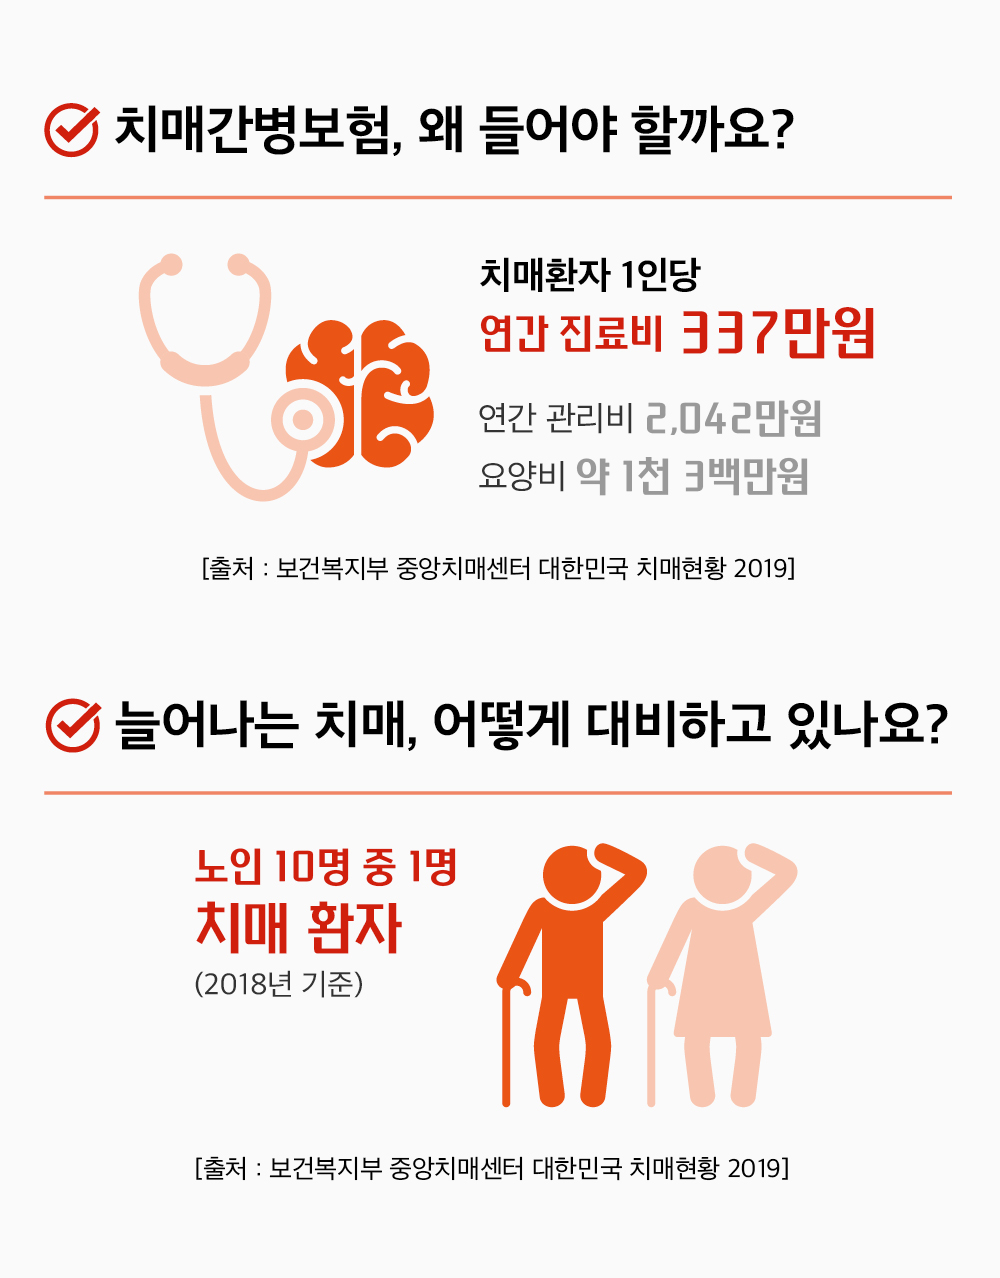 치매간병보험, 왜 들어야 할까요?
치매환자 1인당
연간 진료비 337만원
연간 관리비 2,042만원
요양비 약 1천 3백만원
[출처 : 보건복지부 중앙치매센터 대한민국 치매현황 2019]
늘어나는 치매, 어떻게 대비하고 있나요?
노인 10명 중 1명
치매 환자
(2018년 기준)
[출처 : 보건복지부 중앙치매센터 대한민국 치매현황 2019]